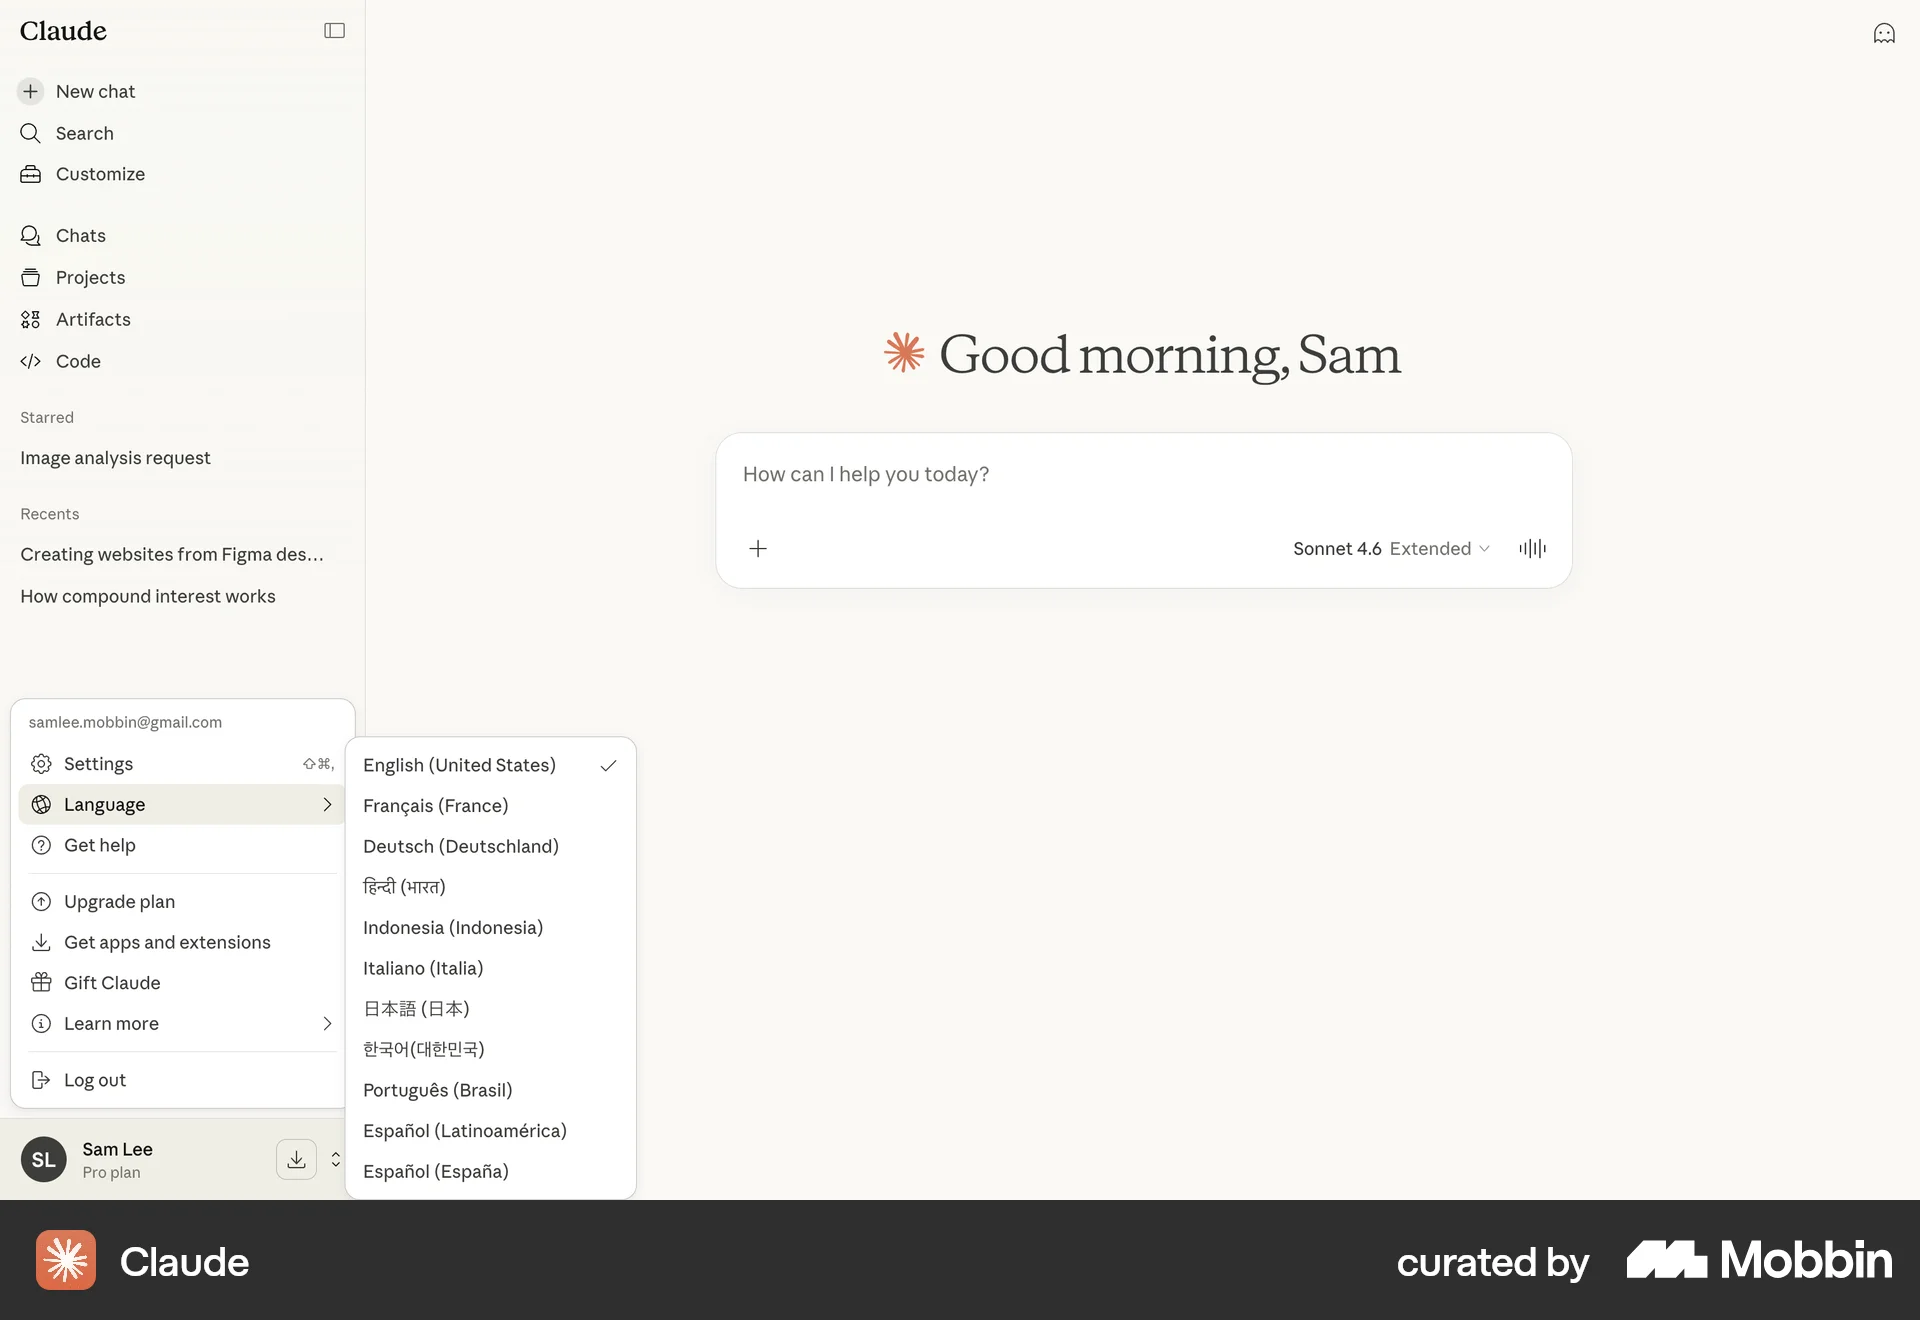 Claude
New chat
Search
Customize
Chats
Projects
Artifacts
Code
Starred
Image analysis request
Recents
Creating websites from Figma des...
How compound interest works
samlee.mobbin@gmail.com
Settings ⇧⌘,
Language
Get help
Upgrade plan
Get apps and extensions
Gift Claude
Learn more
Log out
SL
Sam Lee
Pro plan
English (United States)
Français (France)
Deutsch (Deutschland)
हिन्दी (भारत)
Indonesia (Indonesia)
Italiano (Italia)
日本語 (日本)
한국어(대한민국)
Português (Brasil)
Español (Latinoamérica)
Español (España)
Good morning, Sam
How can I help you today?
Sonnet 4.6 Extended
Claude
curated by Mobbin